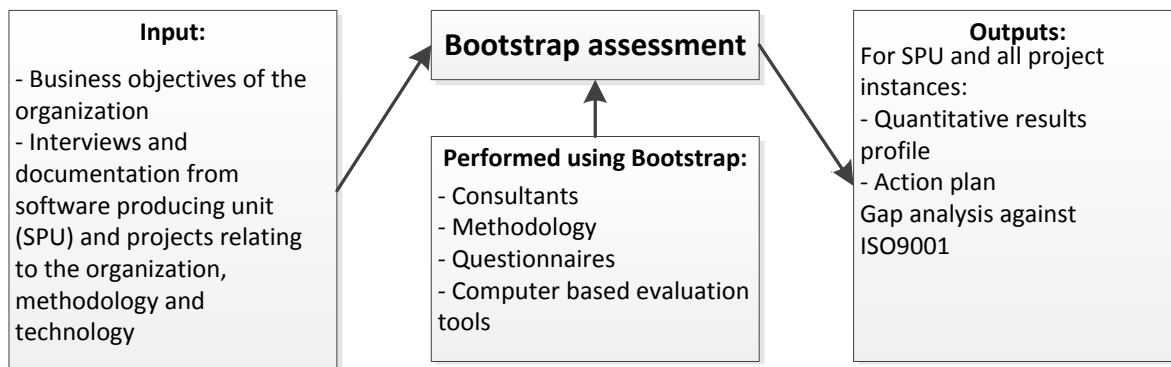 Input:
- Business objectives of the
organization
- Interviews and
documentation from
software producing unit
(SPU) and projects relating
to the organization,
methodology and
technology
Bootstrap assessment
Performed using Bootstrap:
- Consultants
- Methodology
- Questionnaires
- Computer based evaluation
tools
Outputs:
For SPU and all project
instances:
- Quantitative results
profile
- Action plan
Gap analysis against
ISO9001